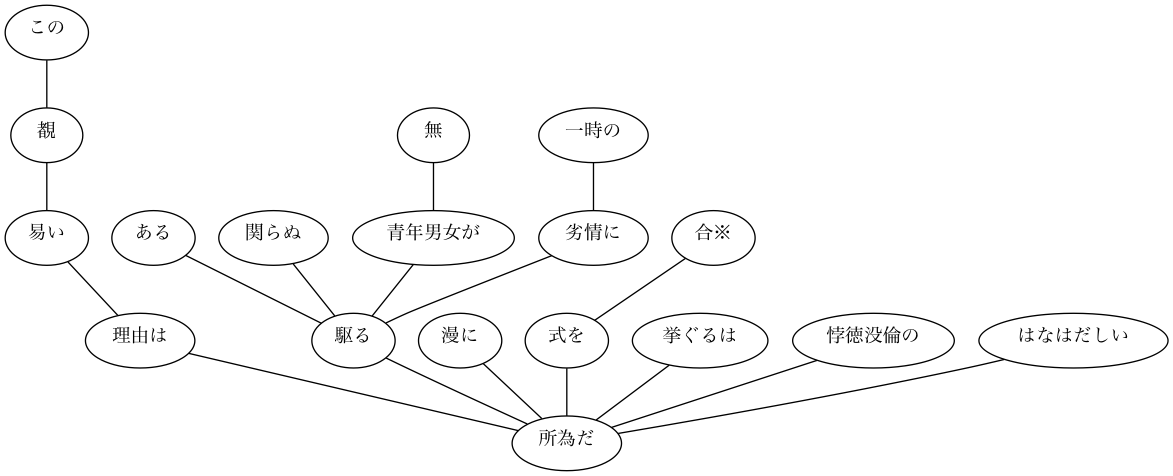 この
覩 無 一時の
易い ある 関らぬ 青年男女が 劣情に 合※
理由は 駆る 漫に 式を 挙ぐるは 悖徳没倫の はなはだしい
所為だ